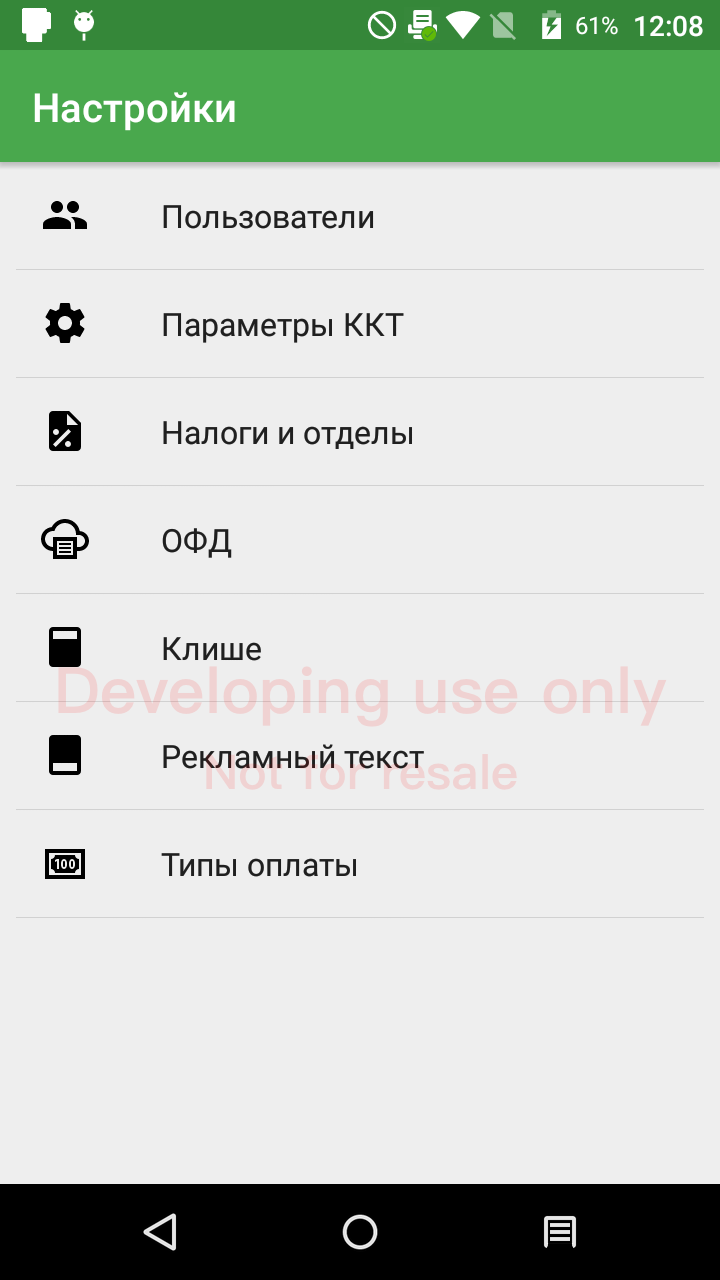 61% 12:08
Настройки
Пользователи
Параметры ККТ
Налоги и отделы
ОФД
Клише
Developing use only
Рекламный текст
Not for resale
100
Типы оплаты